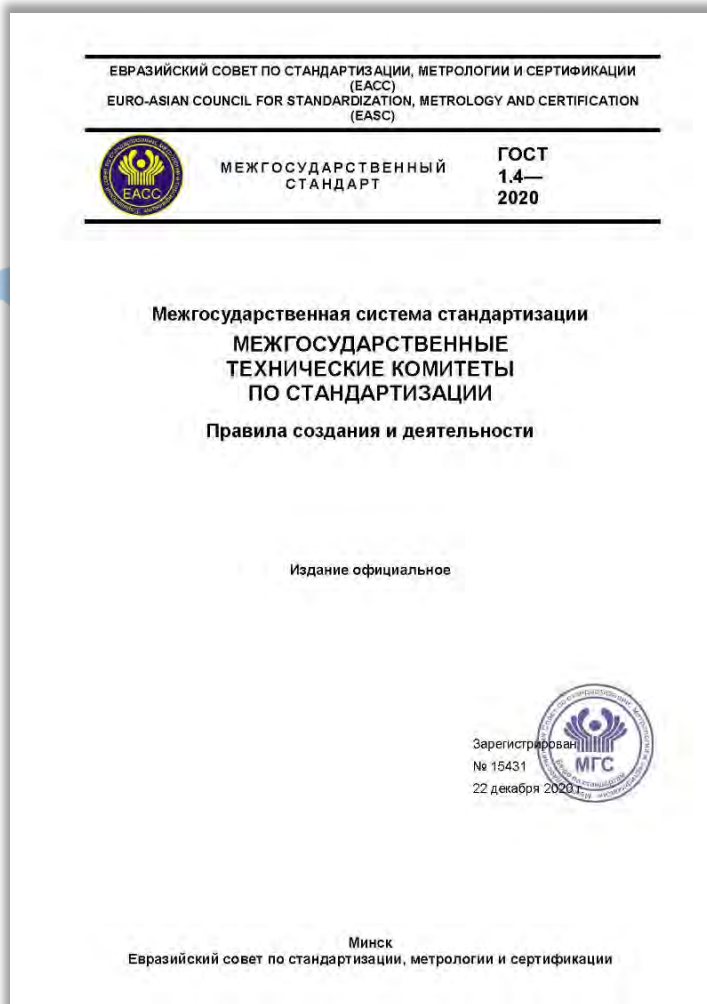 ЕВРАЗИЙСКИЙ СОВЕТ ПО СТАНДАРТИЗАЦИИ, МЕТРОЛОГИИ И СЕРТИФИКАЦИИ
(ЕАСС)
EURO-ASIAN COUNCIL FOR STANDARDIZATION, METROLOGY AND CERTIFICATION
(EASC)
ЕАСС
МЕЖГОСУДАРСТВЕННЫЙ
СТАНДАРТ
ГОСТ
1.4—
2020
Межгосударственная система стандартизации
МЕЖГОСУДАРСТВЕННЫЕ
ТЕХНИЧЕСКИЕ КОМИТЕТЫ
ПО СТАНДАРТИЗАЦИИ
Правила создания и деятельности
Издание официальное
Зарегистрирован
№ 15431
22 декабря 2020 г.
МГС
Минск
Евразийский совет по стандартизации, метрологии и сертификации